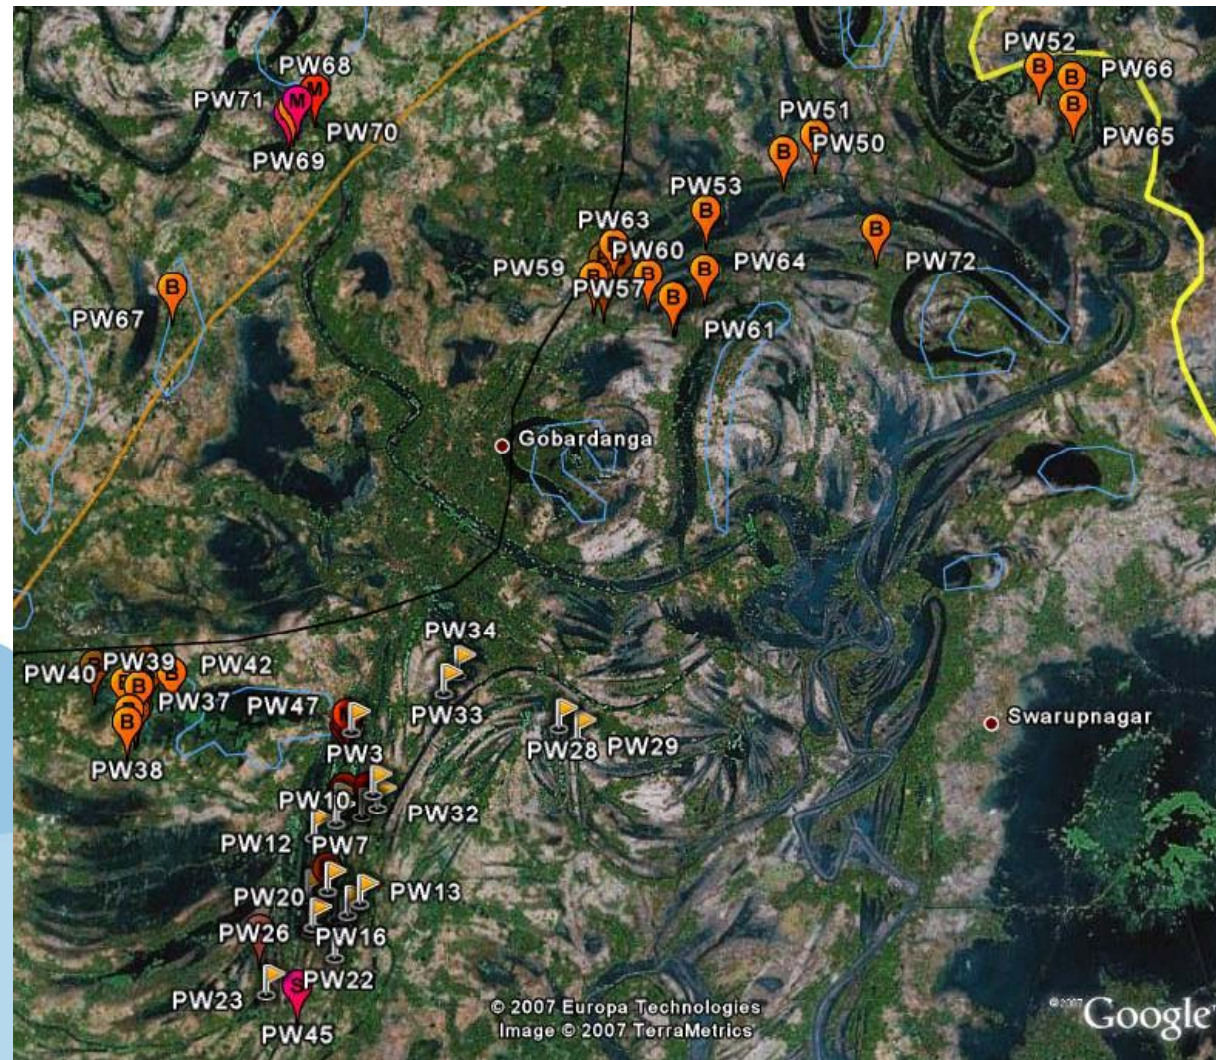 PW52
PW68
PW66
PW71
PW51
PW70
PW50
PW65
PW69
PW53
PW63
PW60
PW59
PW64
PW72
PW57
PW67
PW61
Gobardanga
PW34
PW40
PW39
PW42
PW37
PW47
PW33
Swarupnagar
PW3
PW28
PW29
PW38
PW10
PW32
PW12
PW7
PW20
PW13
PW26
PW16
PW22
PW23
PW45
© 2007 Europa Technologies
Image © 2007 TerraMetrics
© 2007 Google
M
M
B
B
B
B
B
B
B
B
B
B
B
B
B
B
S